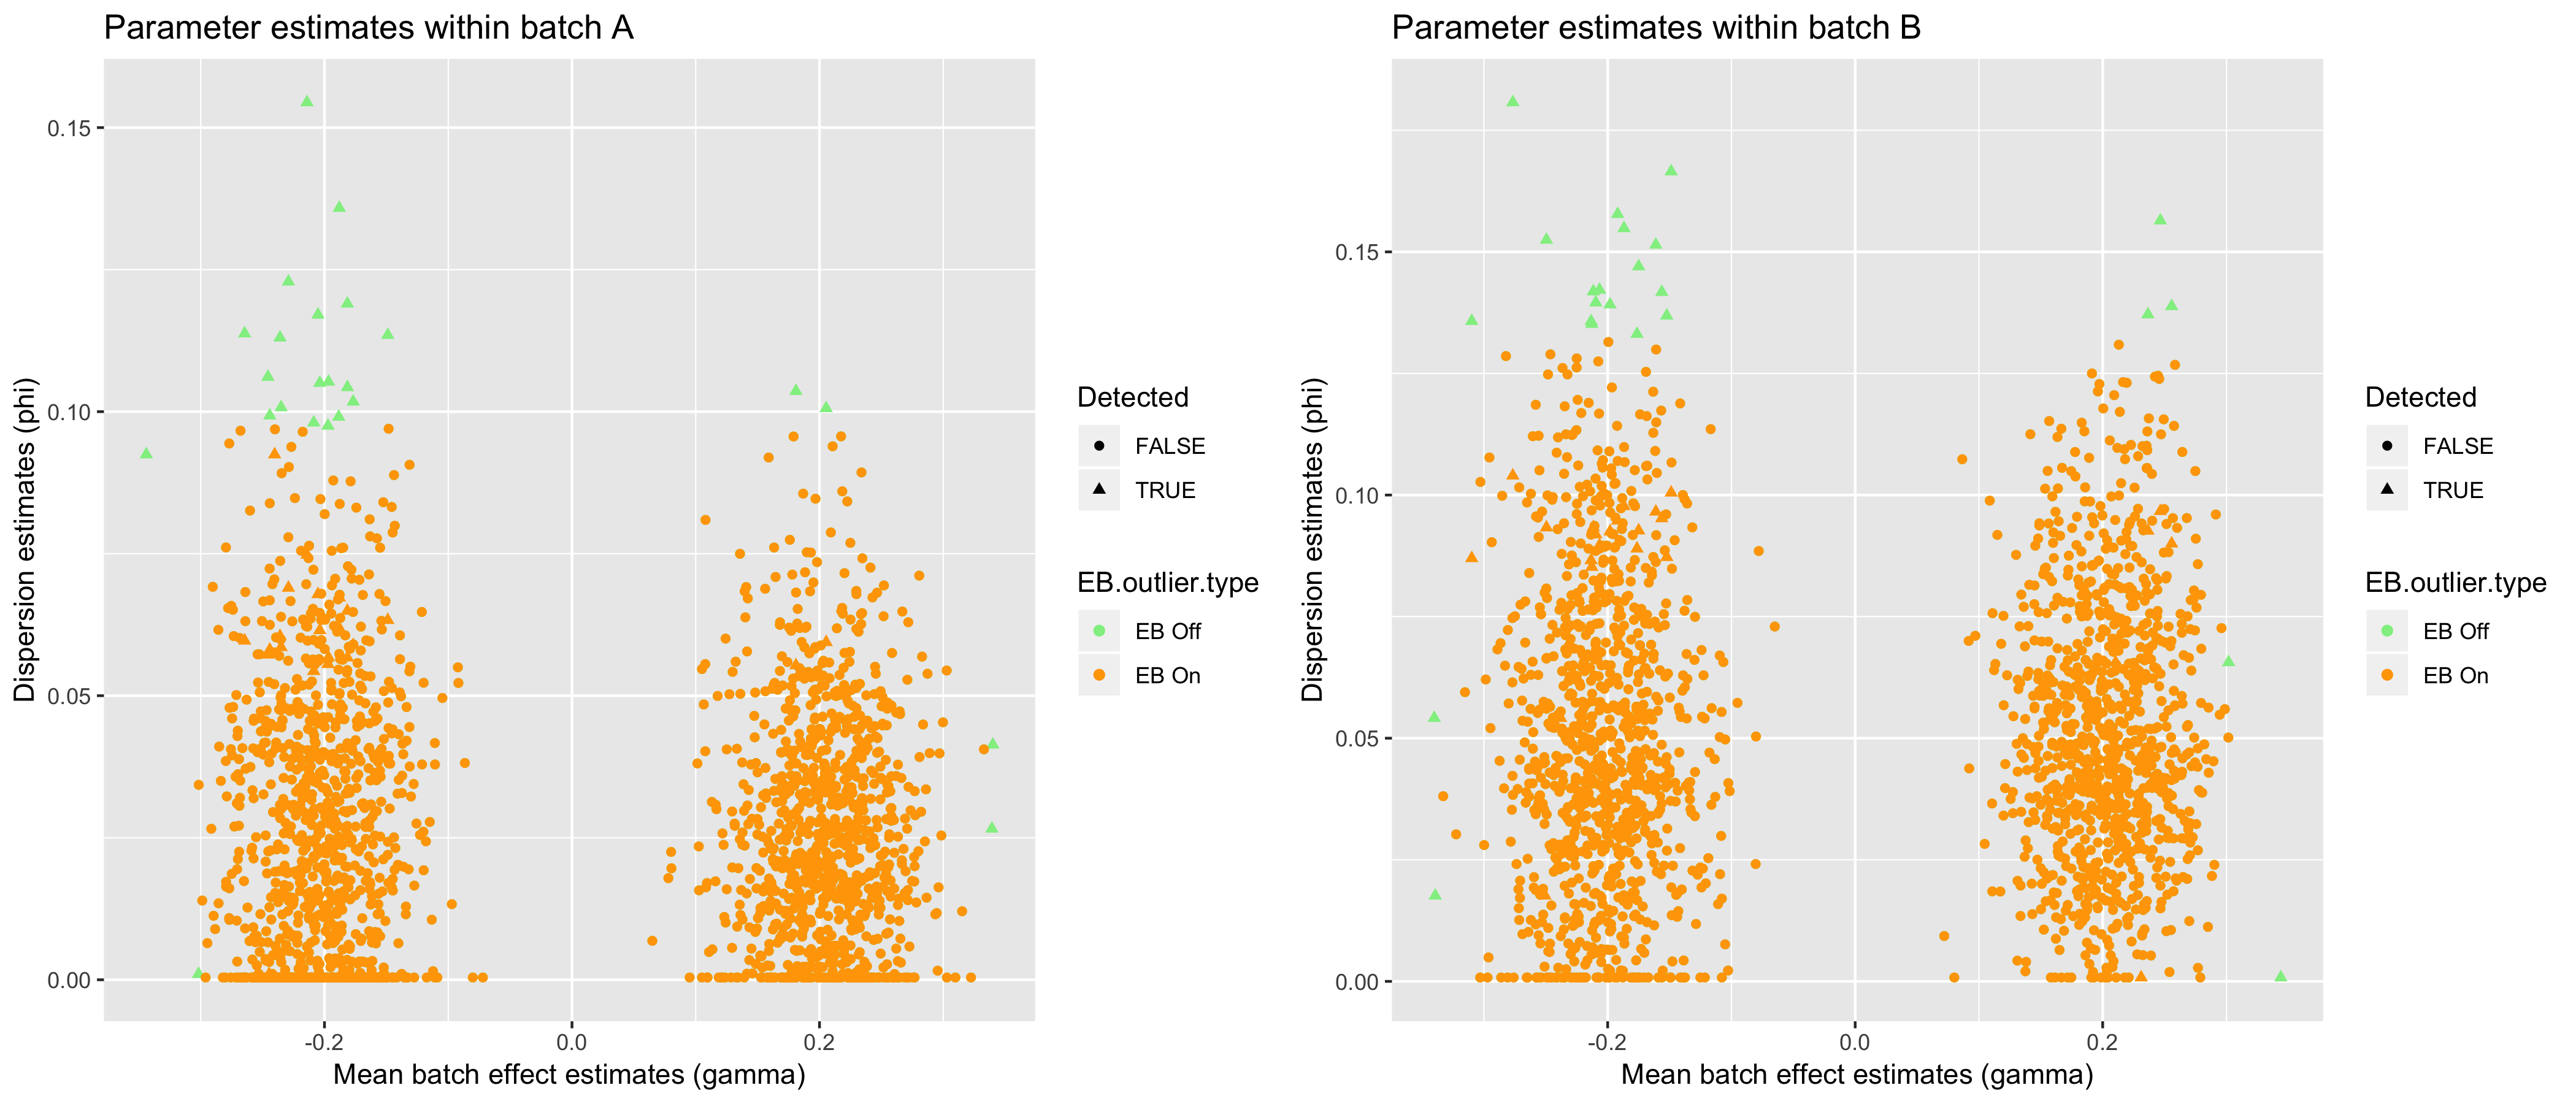 Parameter estimates within batch A
Dispersion estimates (phi)
0.15
0.10
0.05
0.00
-0.2
0.0
0.2
Mean batch effect estimates (gamma)
Detected
FALSE
TRUE
EB.outlier.type
EB Off
EB On
Parameter estimates within batch B
Dispersion estimates (phi)
0.15
0.10
0.05
0.00
-0.2
0.0
0.2
Mean batch effect estimates (gamma)
Detected
FALSE
TRUE
EB.outlier.type
EB Off
EB On